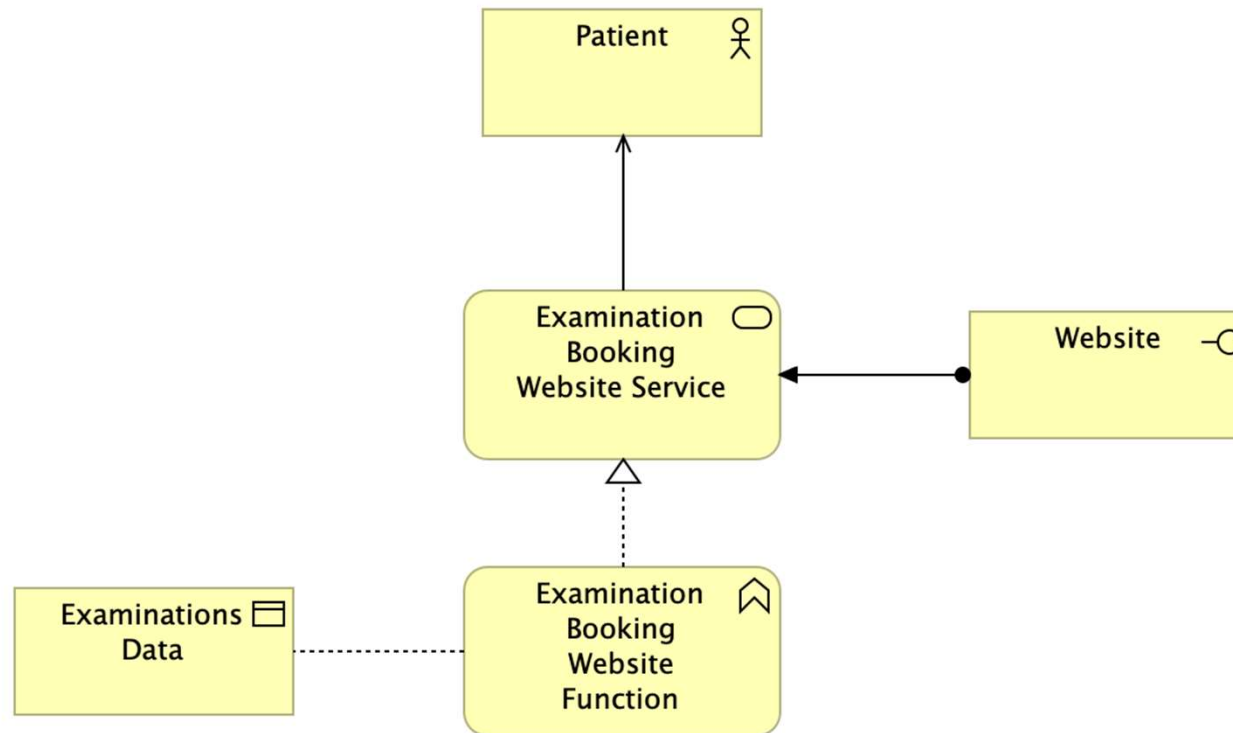 Patient
Examination
Booking
Website Service
Website
Examinations
Data
Examination
Booking
Website
Function